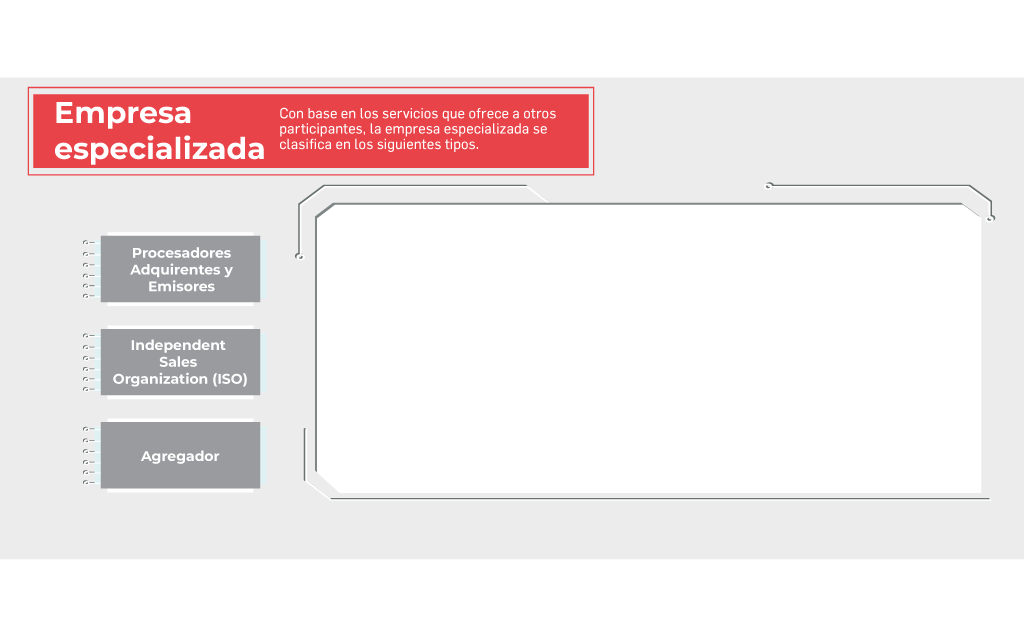 Empresa
especializada
Con base en los servicios que ofrece a otros
participantes, la empresa especializada se
clasifica en los siguientes tipos.
Procesadores
Adquirentes y
Emisores
Independent
Sales
Organization (ISO)
Agregador